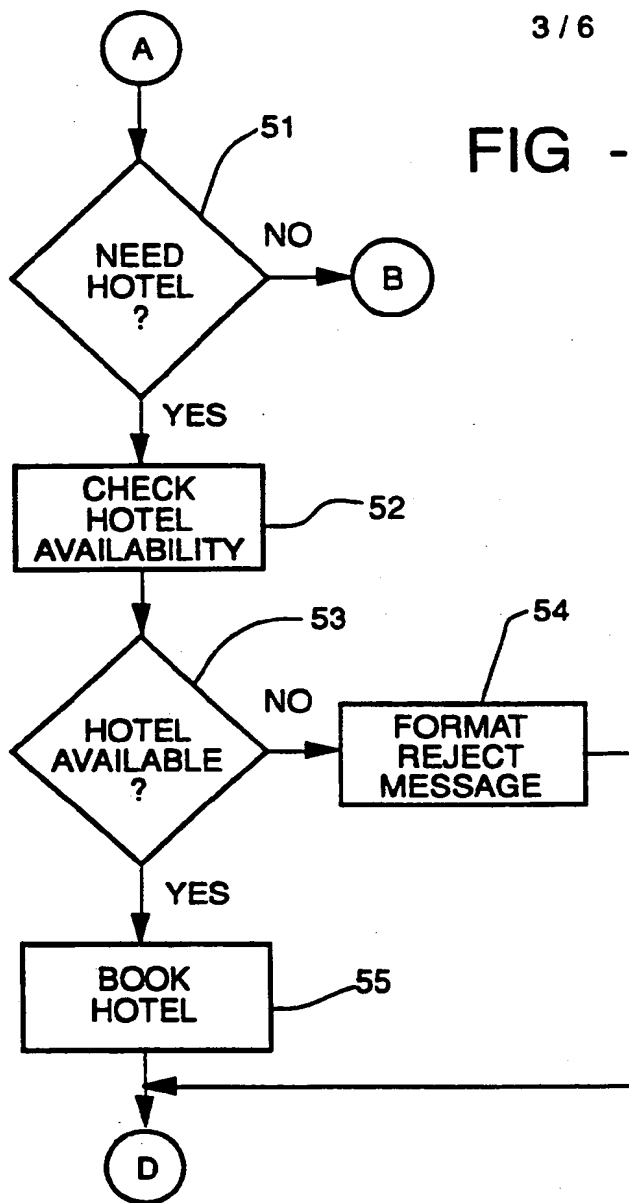 3 / 6
A
FIG -
51
NEED
HOTEL
?
NO
B
YES
CHECK
HOTEL
AVAILABILITY
52
53
HOTEL
AVAILABLE
?
NO
54
FORMAT
REJECT
MESSAGE
YES
BOOK
HOTEL
55
D